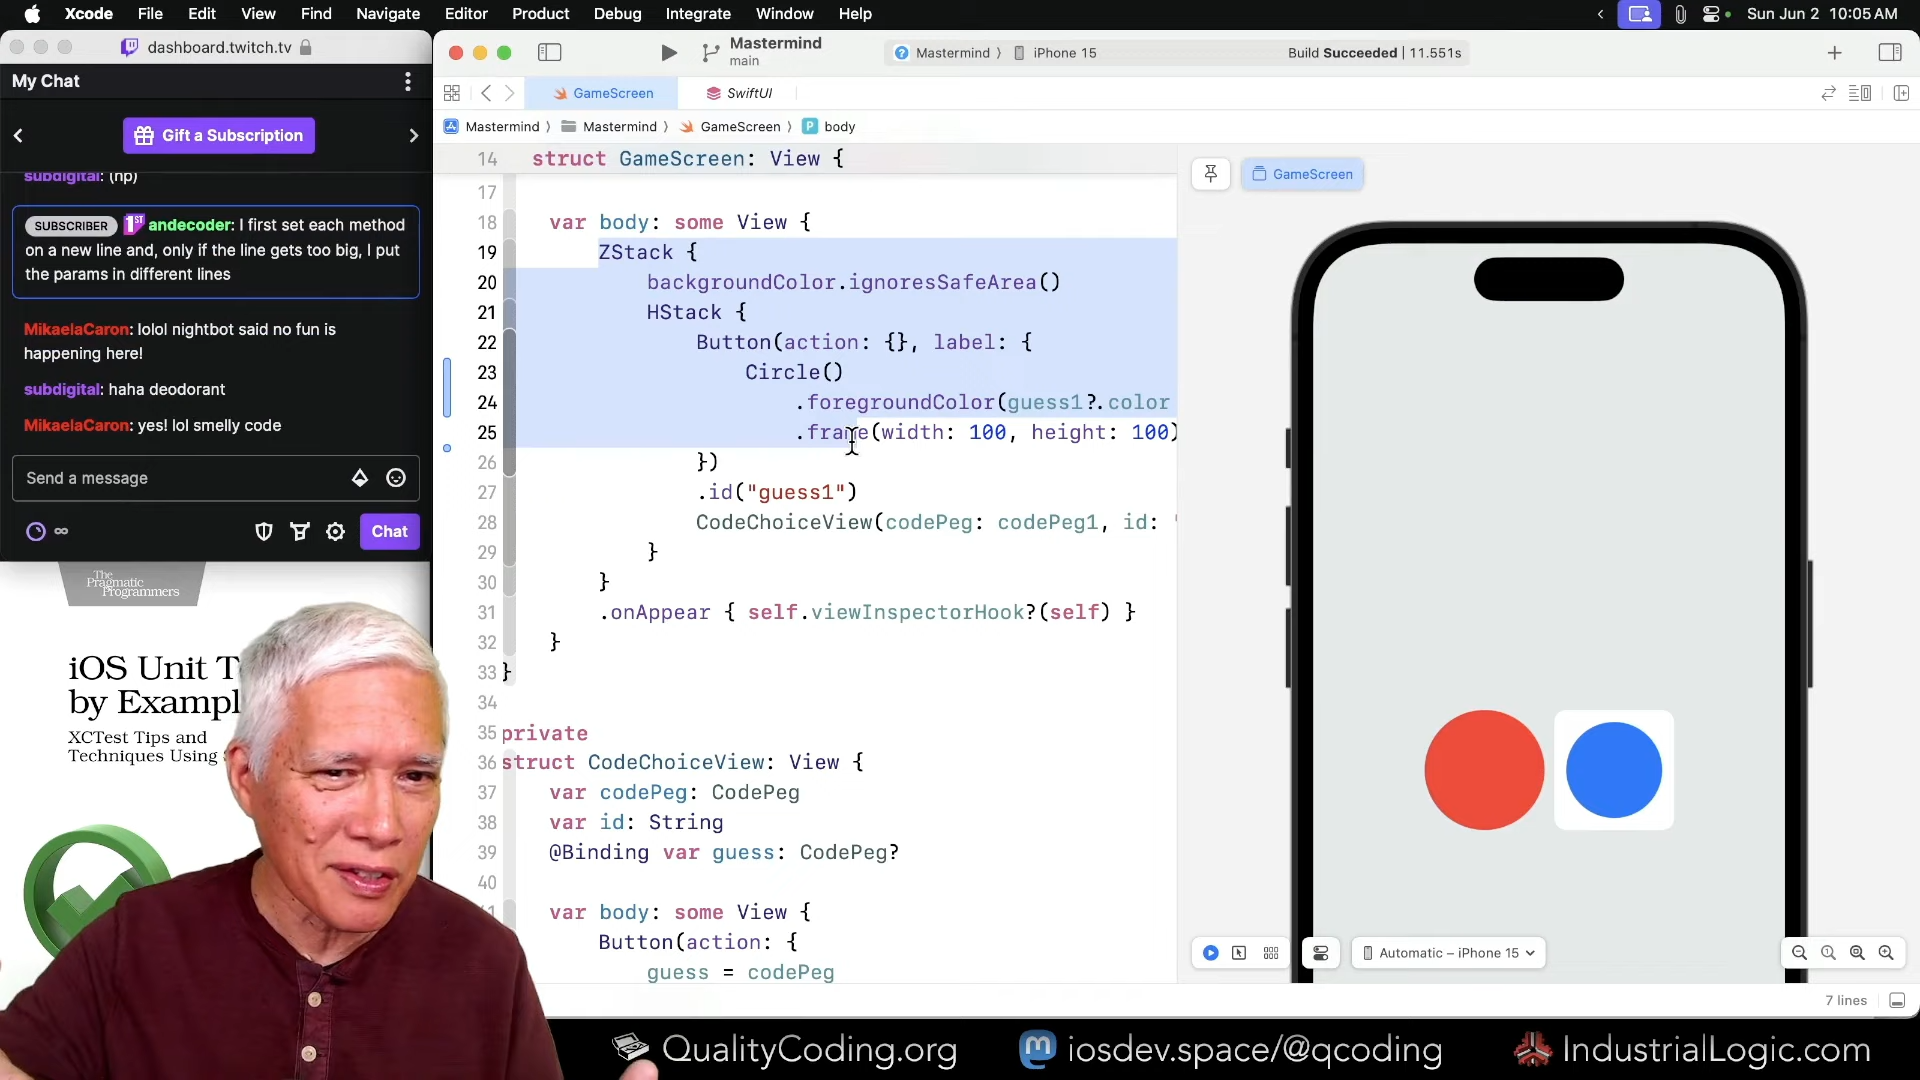 Xcode File Edit View Find Navigate Editor Product Debug Integrate Window Help
Sun Jun 2 10:05 AM
dashboard.twitch.tv
My Chat
Gift a Subscription
subdigital: (np)
SUBSCRIBER 1ST andecoder: I first set each method
on a new line and, only if the line gets too big, I put
the params in different lines
MikaelaCaron: lolol nightbot said no fun is
happening here!
subdigital: haha deodorant
MikaelaCaron: yes! lol smelly code
Send a message
Chat
The
Pragmatic
Programmers
iOS Unit T
by Exampl
XCTest Tips and
Techniques Using
Mastermind
main
Mastermind 〉 iPhone 15
Build Succeeded | 11.551s
GameScreen
SwiftUI
Mastermind 〉 Mastermind 〉 GameScreen 〉 P body
14 struct GameScreen: View {
17
18 var body: some View {
19 ZStack {
20 backgroundColor.ignoresSafeArea()
21 HStack {
22 Button(action: {}, label: {
23 Circle()
24 .foregroundColor(guess1?.color
25 .frame(width: 100, height: 100)
26 })
27 .id("guess1")
28 CodeChoiceView(codePeg: codePeg1, id: "
29 }
30 }
31 .onAppear { self.viewInspectorHook?(self) }
32 }
33 }
34
35 private
36 struct CodeChoiceView: View {
37 var codePeg: CodePeg
38 var id: String
39 @Binding var guess: CodePeg?
40
var body: some View {
Button(action: {
guess = codePeg
GameScreen
Automatic – iPhone 15
7 lines
QualityCoding.org
iosdev.space/@qcoding
IndustrialLogic.com